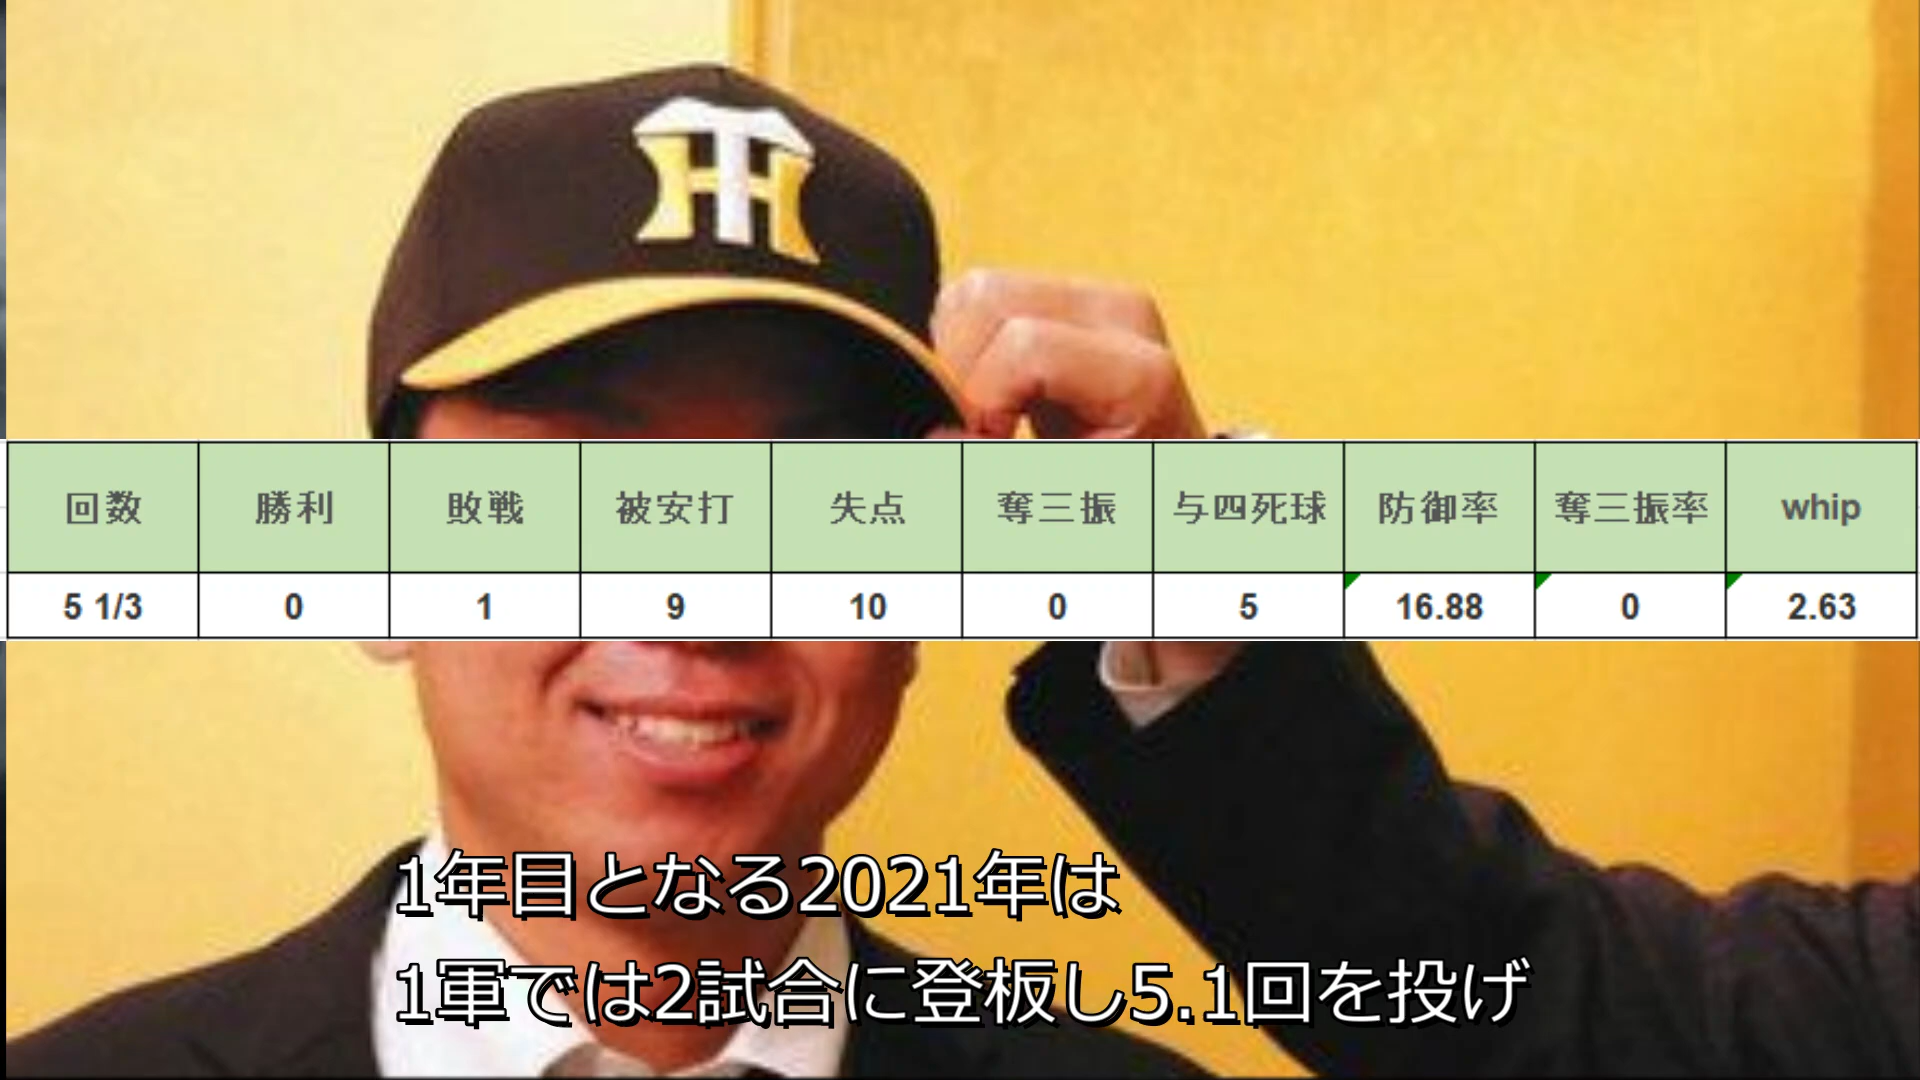 TH
回数 勝利 敗戦 被安打 失点 奪三振 与四死球 防御率 奪三振率 whip
5 1/3 0 1 9 10 0 5 16.88 0 2.63
1年目となる2021年は
1軍では2試合に登板し5.1回を投げ